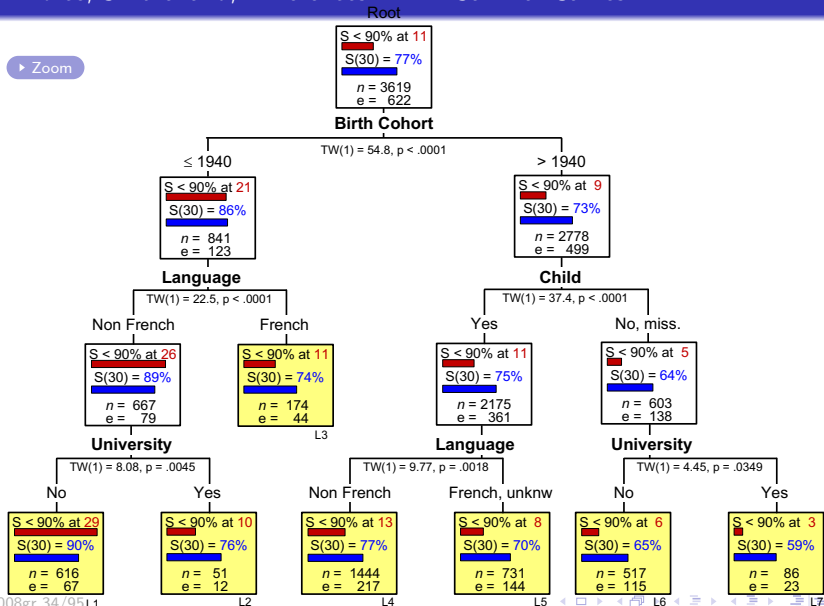 Root
S < 90% at 11
S(30) = 77%
n = 3619
e = 622
Birth Cohort
TW(1) = 54.8, p < .0001
≤ 1940
> 1940
S < 90% at 21
S(30) = 86%
n = 841
e = 123
S < 90% at 9
S(30) = 73%
n = 2778
e = 499
Language
TW(1) = 22.5, p < .0001
Child
TW(1) = 37.4, p < .0001
Non French
French
Yes
No, miss.
S < 90% at 26
S(30) = 89%
n = 667
e = 79
S < 90% at 11
S(30) = 74%
n = 174
e = 44
L3
S < 90% at 11
S(30) = 75%
n = 2175
e = 361
S < 90% at 5
S(30) = 64%
n = 603
e = 138
University
TW(1) = 8.08, p = .0045
Language
TW(1) = 9.77, p = .0018
University
TW(1) = 4.45, p = .0349
No
Yes
Non French
French, unknw
No
Yes
S < 90% at 29
S(30) = 90%
n = 616
e = 67
L1
S < 90% at 10
S(30) = 76%
n = 51
e = 12
L2
S < 90% at 13
S(30) = 77%
n = 1444
e = 217
L4
S < 90% at 8
S(30) = 70%
n = 731
e = 144
L5
S < 90% at 6
S(30) = 65%
n = 517
e = 115
L6
S < 90% at 3
S(30) = 59%
n = 86
e = 23
L7
Zoom
34/95